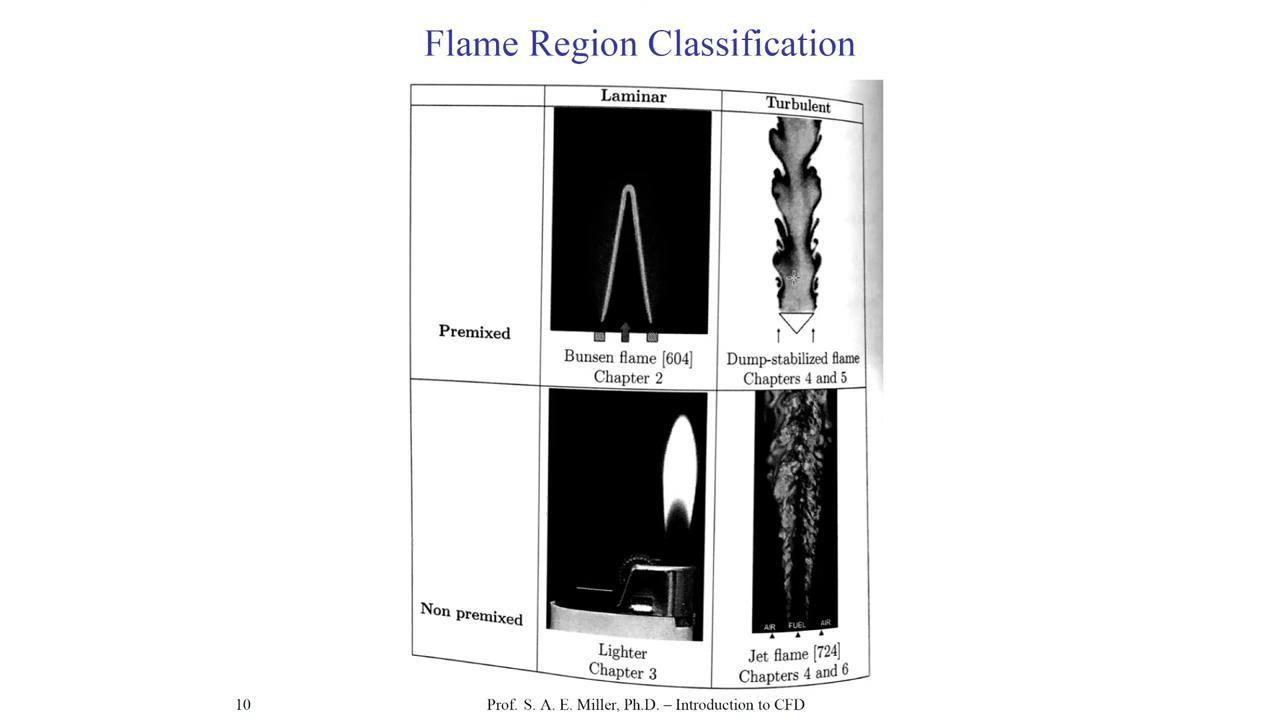 Flame Region Classification
Laminar
Turbulent
Premixed
Bunsen flame [604]
Chapter 2
Dump-stabilized flame
Chapters 4 and 5
Non premixed
Lighter
Chapter 3
AIR FUEL AIR
Jet flame [724]
Chapters 4 and 6
10
Prof. S. A. E. Miller, Ph.D. – Introduction to CFD